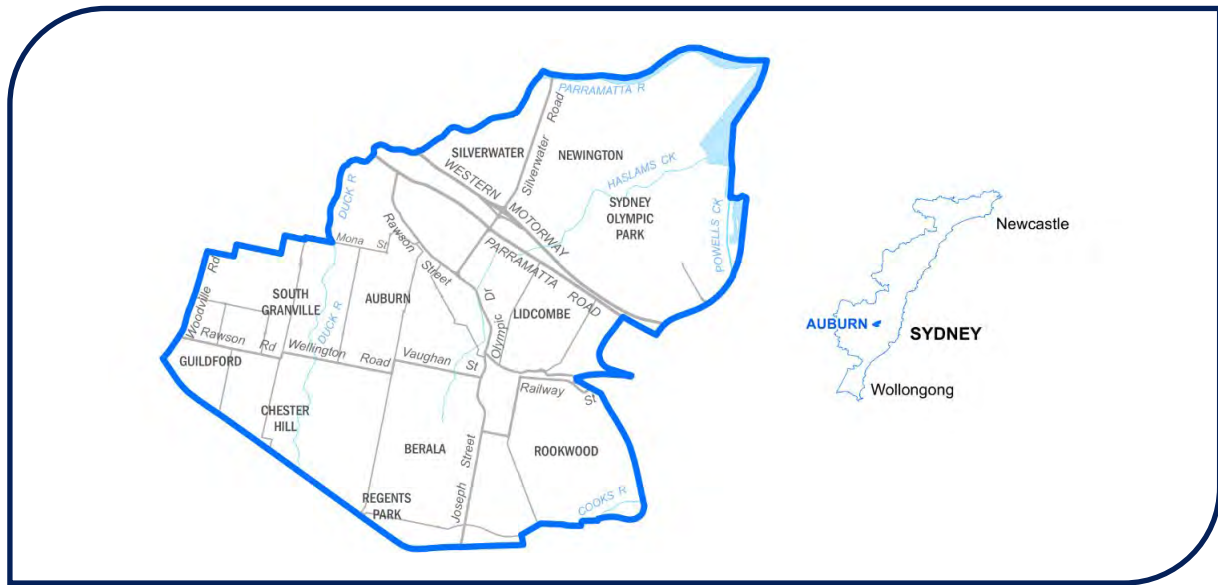 PARRAMATTA R
SILVERWATER
Silverwater Road
NEWINGTON
HASLAMS CK
WESTERN MOTORWAY
SYDNEY
OLYMPIC
PARK
POWELLS CK
DUCK R
Rawson Street
Mona St
PARRAMATTA ROAD
Woodville Rd
SOUTH
GRANVILLE
AUBURN
Olympic Dr
LIDCOMBE
DUCK R
Rawson Rd
Wellington Road
Vaughan St
GUILDFORD
Railway St
CHESTER
HILL
BERALA
Joseph Street
ROOKWOOD
REGENTS
PARK
COOKS R
Newcastle
AUBURN
SYDNEY
Wollongong